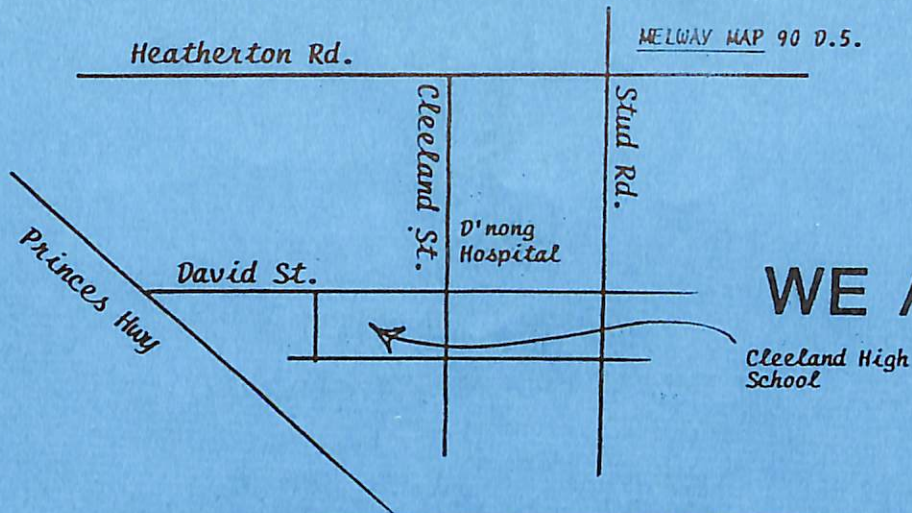 Heatherton Rd.
MELWAY MAP 90 D.5.
Cleeland St.
Stud Rd.
D'nong
Hospital
Princes Hwy
David St.
WE
Cleeland High
School